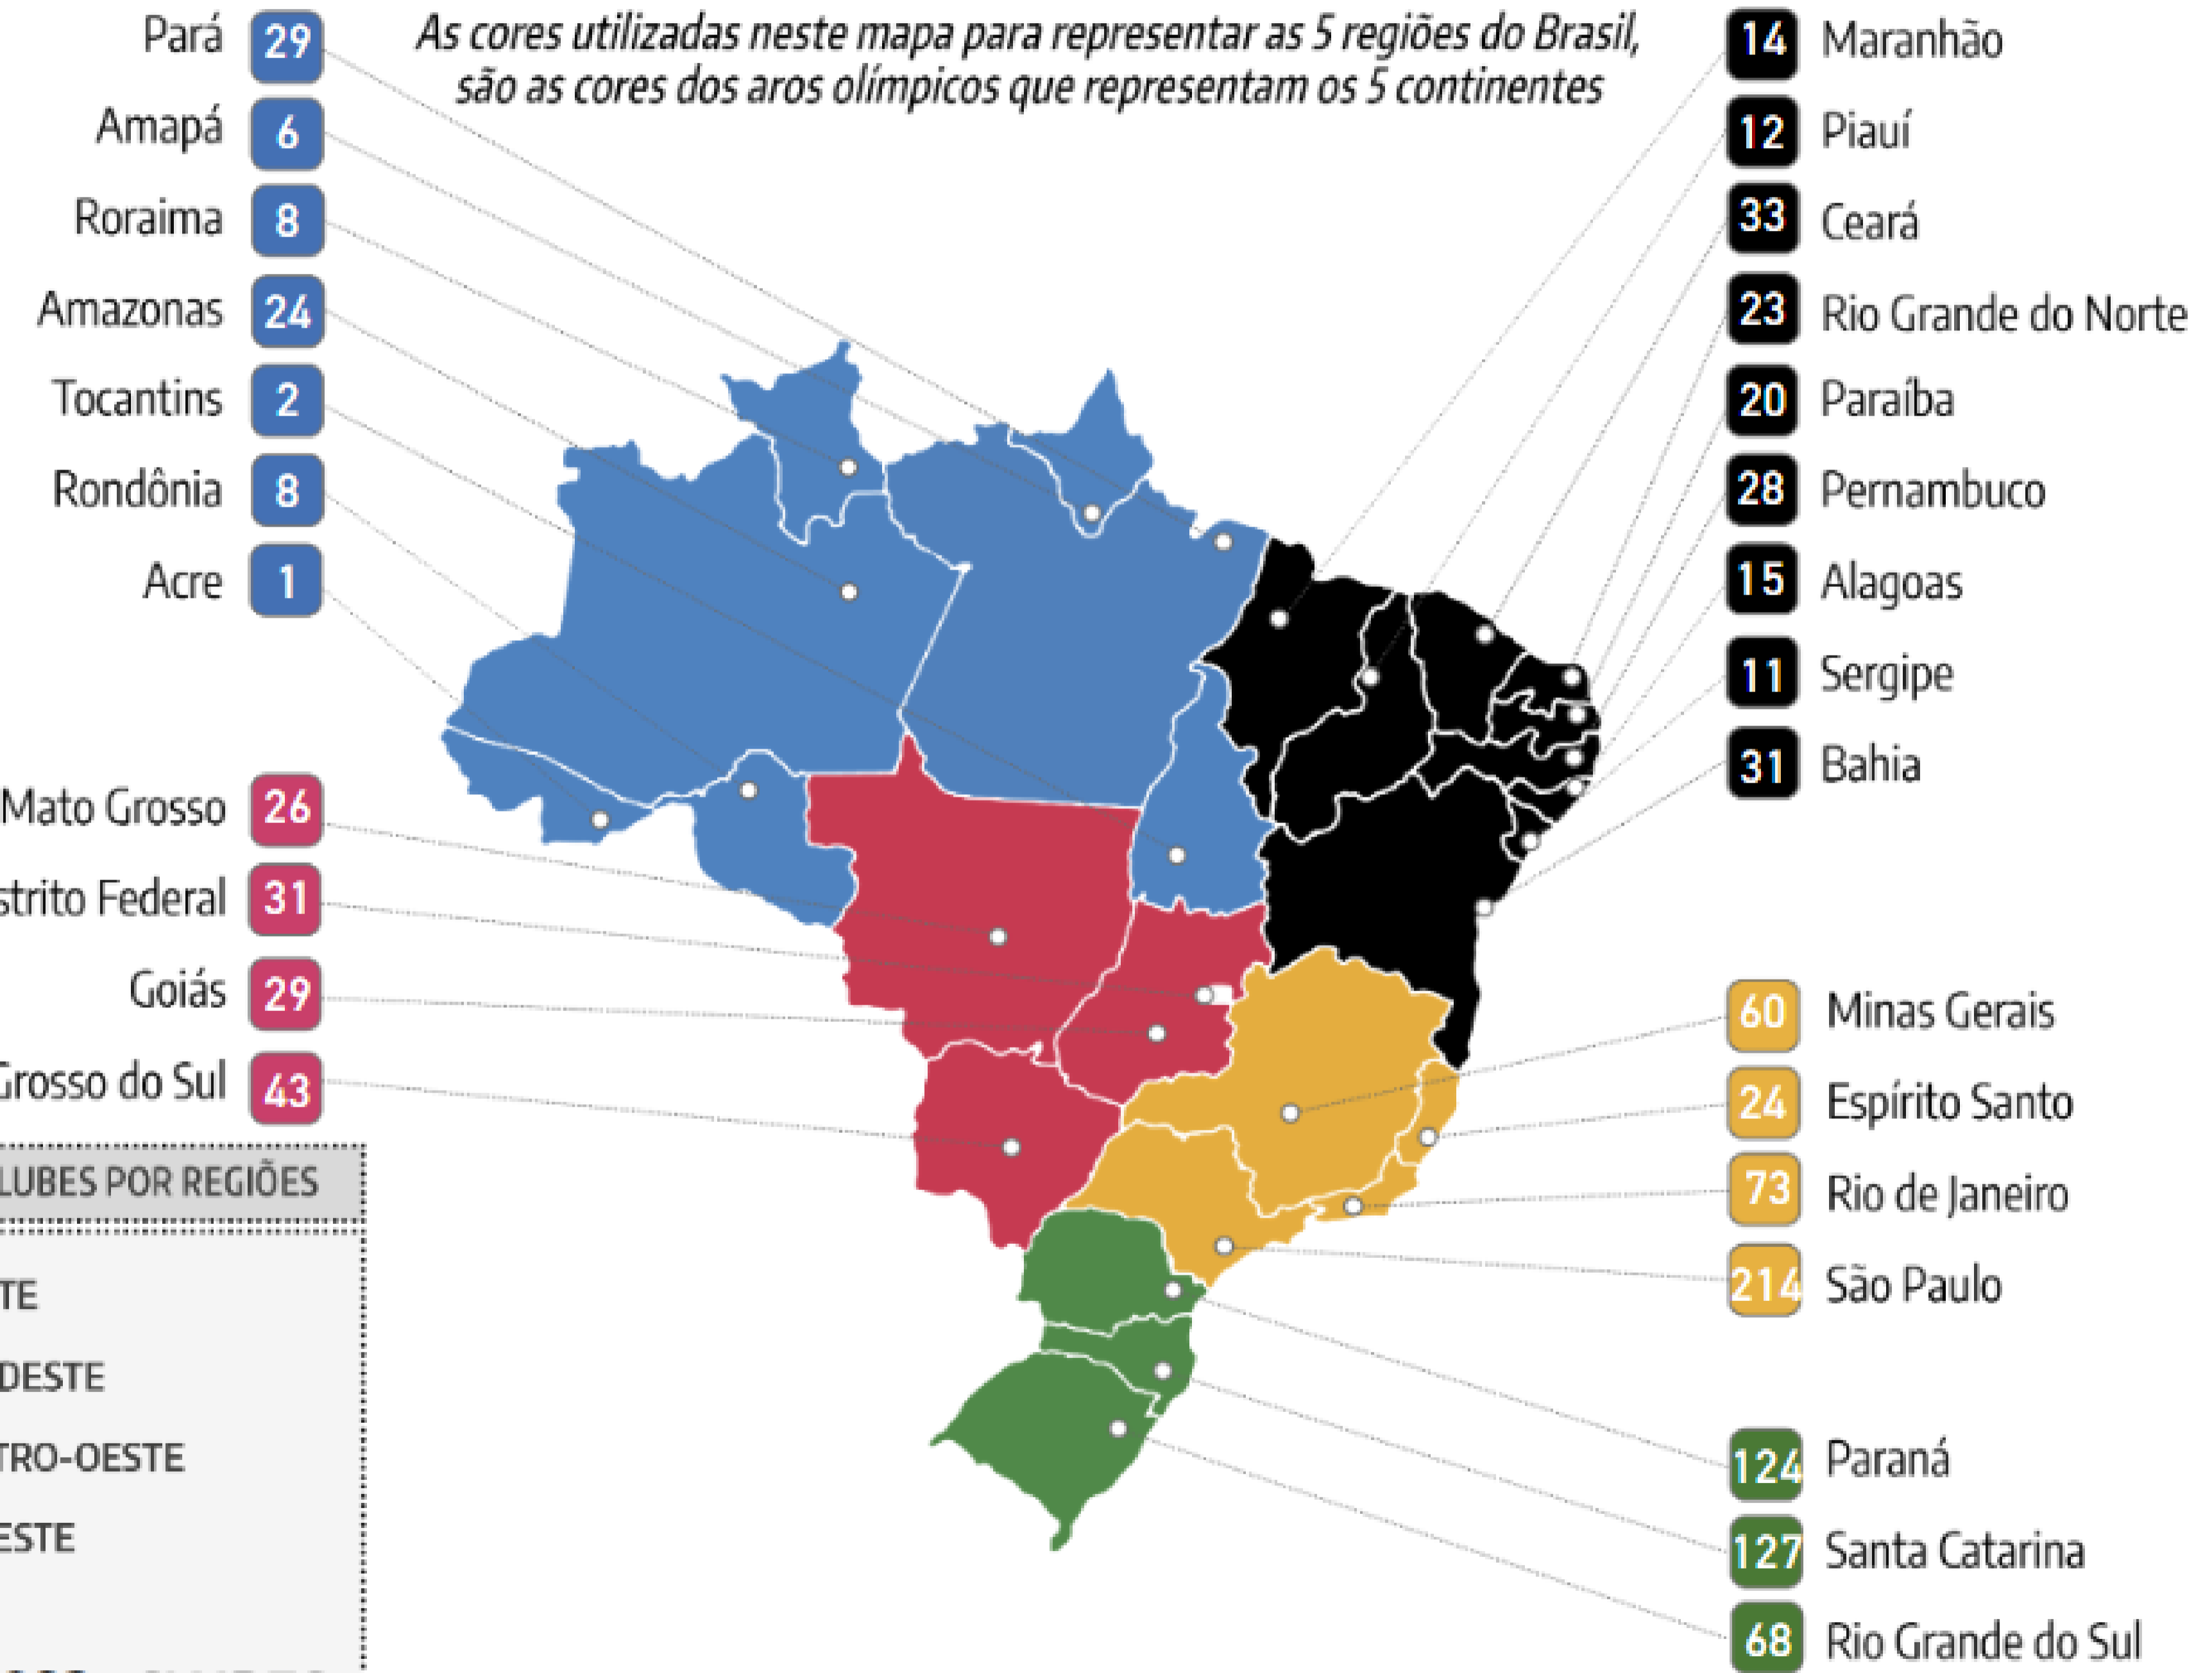 As cores utilizadas neste mapa para representar as 5 regiões do Brasil,
são as cores dos aros olímpicos que representam os 5 continentes
Pará 29
Amapá 6
Roraima 8
Amazonas 24
Tocantins 2
Rondônia 8
Acre 1
Mato Grosso 26
strito Federal 31
Goiás 29
Grosso do Sul 43
LUBES POR REGIÕES
TE
DESTE
TRO-OESTE
ESTE
14 Maranhão
12 Piauí
33 Ceará
23 Rio Grande do Norte
20 Paraíba
28 Pernambuco
15 Alagoas
11 Sergipe
31 Bahia
60 Minas Gerais
24 Espírito Santo
73 Rio de Janeiro
214 São Paulo
124 Paraná
127 Santa Catarina
68 Rio Grande do Sul